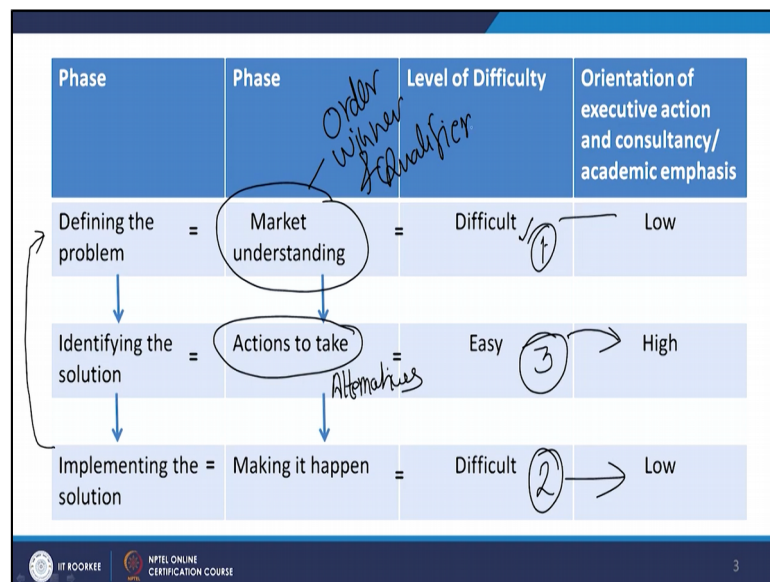 Phase
Phase
Level of Difficulty
Orientation of
executive action
and consultancy/
academic emphasis
Order
winner
& Qualifier
Defining the
problem
=
Market
understanding
=
Difficult
1
Low
Identifying the
solution
=
Actions to take
=
Easy
3
High
Alternatives
Implementing the
solution
=
Making it happen
=
Difficult
2
Low
IIT ROORKEE
NPTEL ONLINE
CERTIFICATION COURSE
3